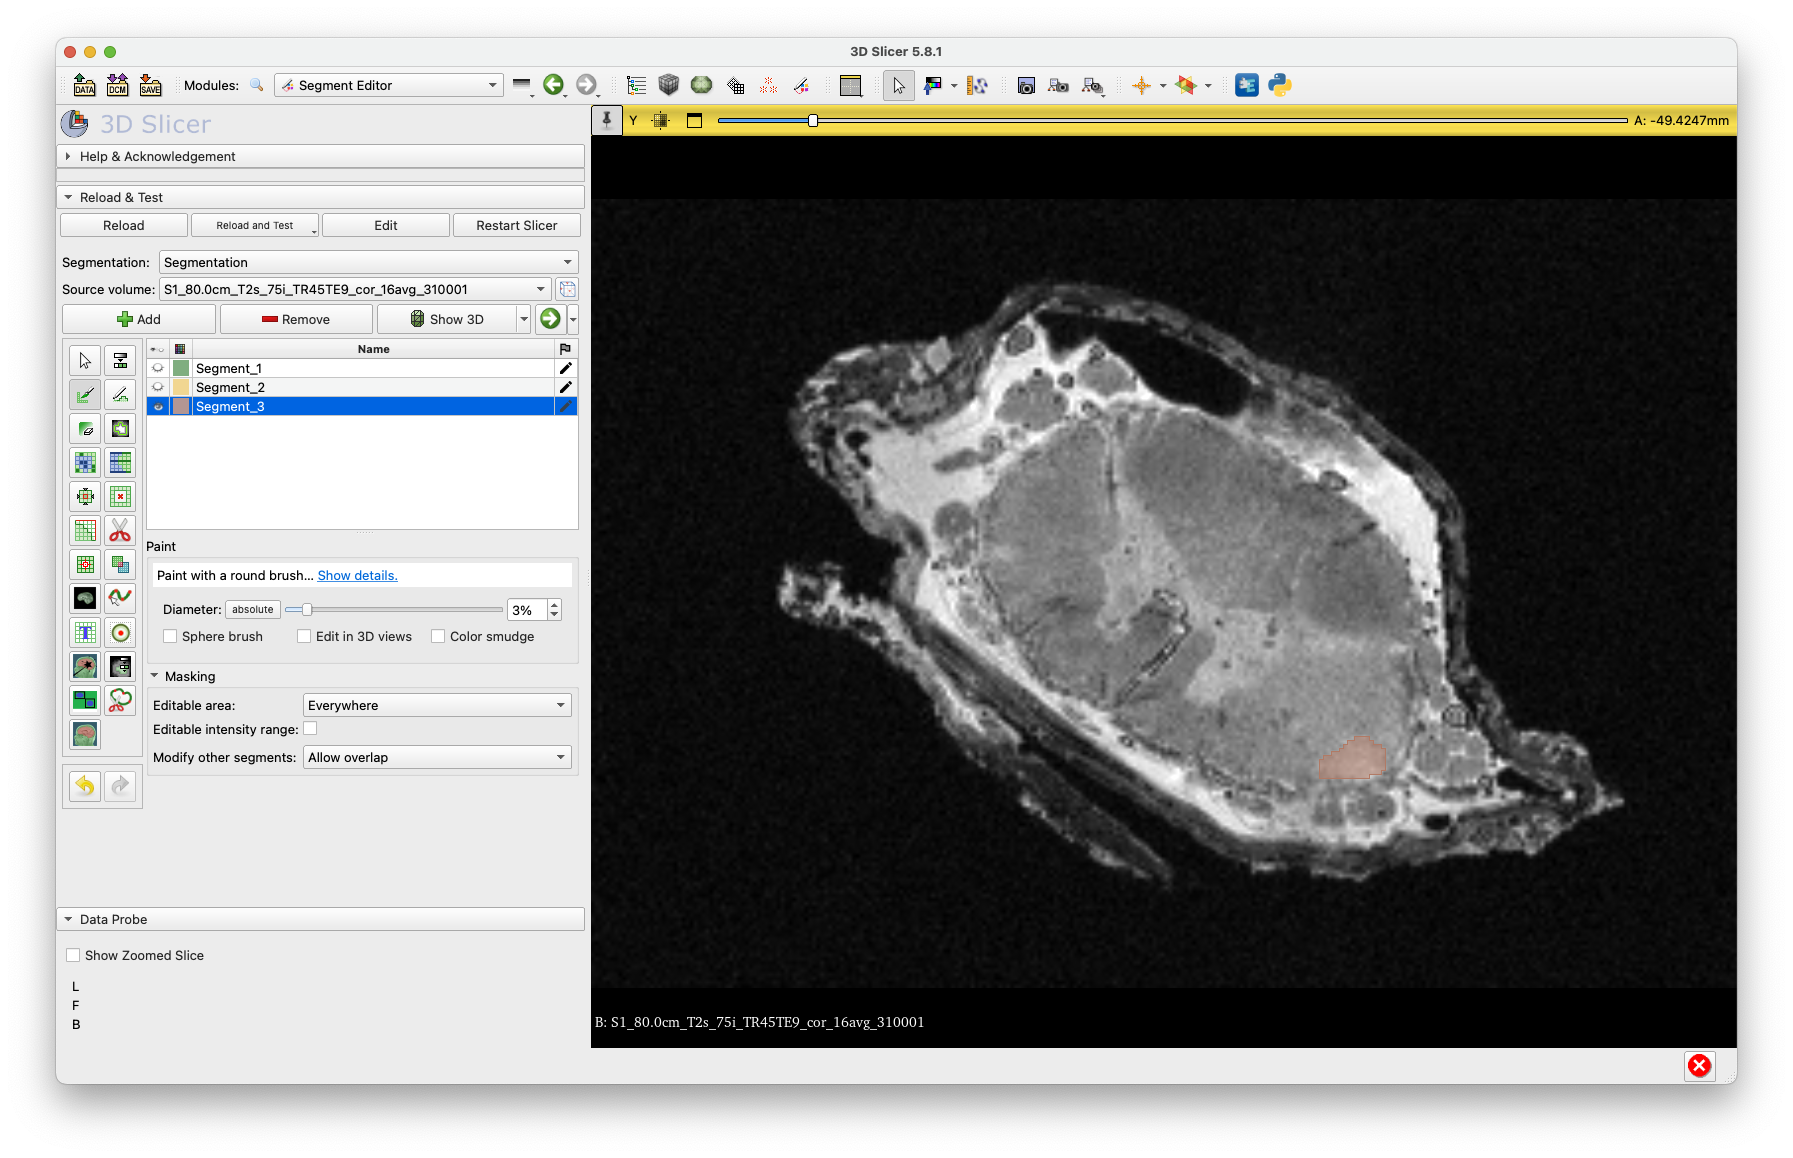 3D Slicer 5.8.1
DATA
DCM
SAVE
Modules:
Segment Editor
3D Slicer
Y
A: -49.4247mm
Help & Acknowledgement
Reload & Test
Reload
Reload and Test
Edit
Restart Slicer
Segmentation:
Segmentation
Source volume:
S1_80.0cm_T2s_75i_TR45TE9_cor_16avg_310001
Add
Remove
Show 3D
Name
Segment_1
Segment_2
Segment_3
Paint
Paint with a round brush... Show details.
Diameter:
absolute
3%
Sphere brush
Edit in 3D views
Color smudge
Masking
Editable area:
Everywhere
Editable intensity range:
Modify other segments:
Allow overlap
Data Probe
Show Zoomed Slice
L
F
B
B: S1_80.0cm_T2s_75i_TR45TE9_cor_16avg_310001